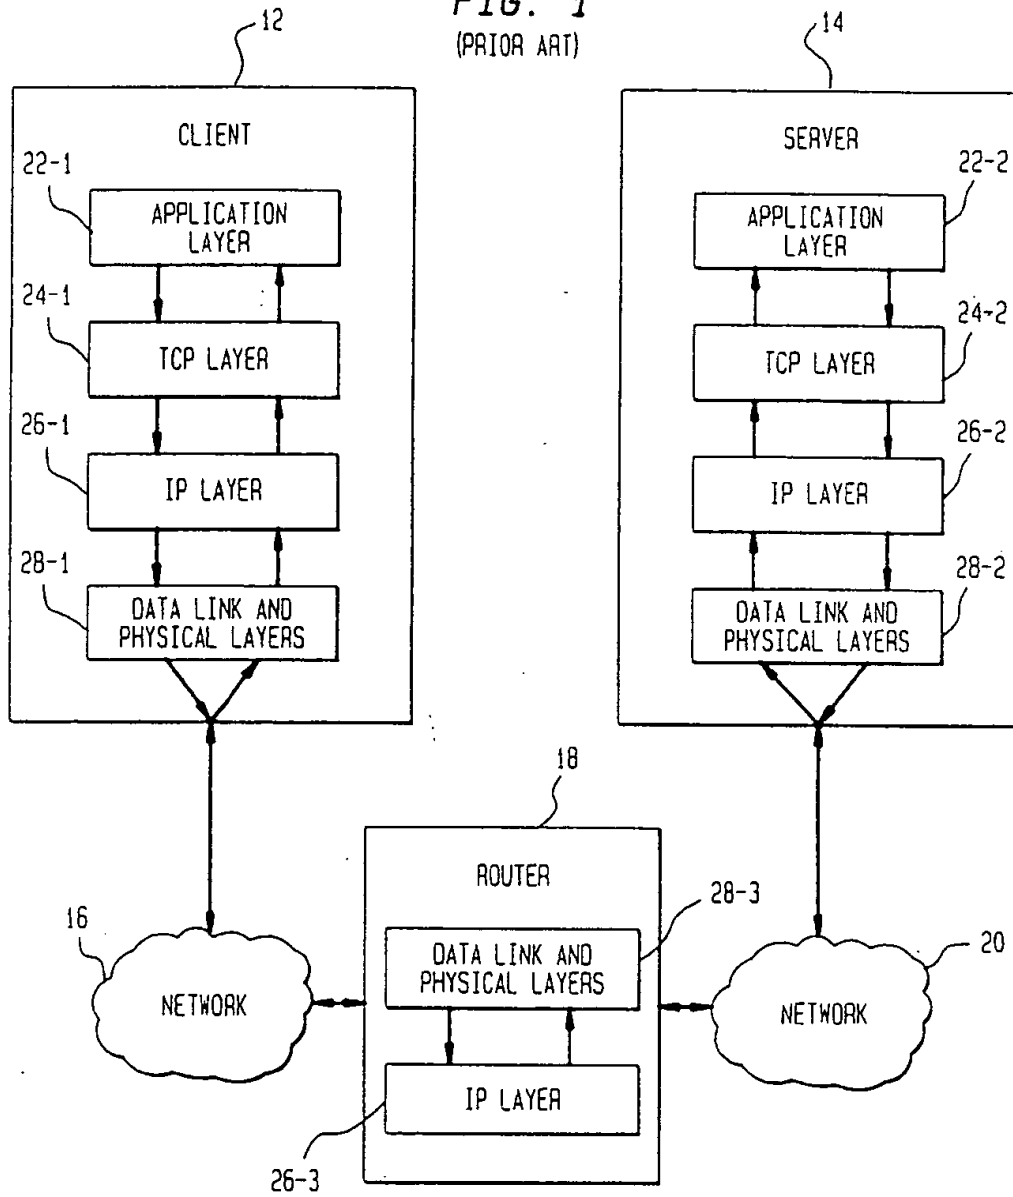 FIG. 1
(PRIOR ART)
12
14
CLIENT
22-1
APPLICATION
LAYER
24-1
TCP LAYER
26-1
IP LAYER
28-1
DATA LINK AND
PHYSICAL LAYERS
SERVER
22-2
APPLICATION
LAYER
24-2
TCP LAYER
26-2
IP LAYER
28-2
DATA LINK AND
PHYSICAL LAYERS
18
ROUTER
28-3
DATA LINK AND
PHYSICAL LAYERS
IP LAYER
26-3
16
NETWORK
20
NETWORK